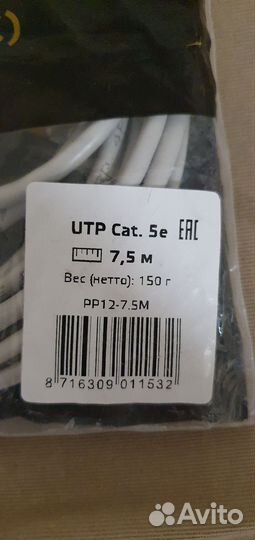 UTP Cat. 5e EAC
7,5 м
Вес (нетто): 150 г
PP12-7.5M
8 716309 011532
Avito